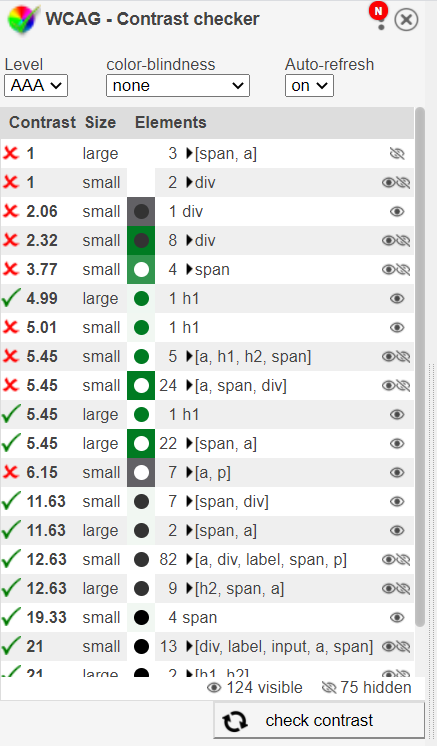 WCAG - Contrast checker
N
Level color-blindness Auto-refresh
AAA none on
Contrast Size Elements
1 large 3 [span, a]
1 small 2 div
2.06 small 1 div
2.32 small 8 div
3.77 small 4 span
4.99 large 1 h1
5.01 small 1 h1
5.45 small 5 [a, h1, h2, span]
5.45 small 24 [a, span, div]
5.45 large 1 h1
5.45 large 22 [span, a]
6.15 small 7 [a, p]
11.63 small 7 [span, div]
11.63 large 2 [span, a]
12.63 small 82 [a, div, label, span, p]
12.63 large 9 [h2, span, a]
19.33 small 4 span
21 small 13 [div, label, input, a, span]
21 large 2 [h1, h2]
124 visible 75 hidden
check contrast